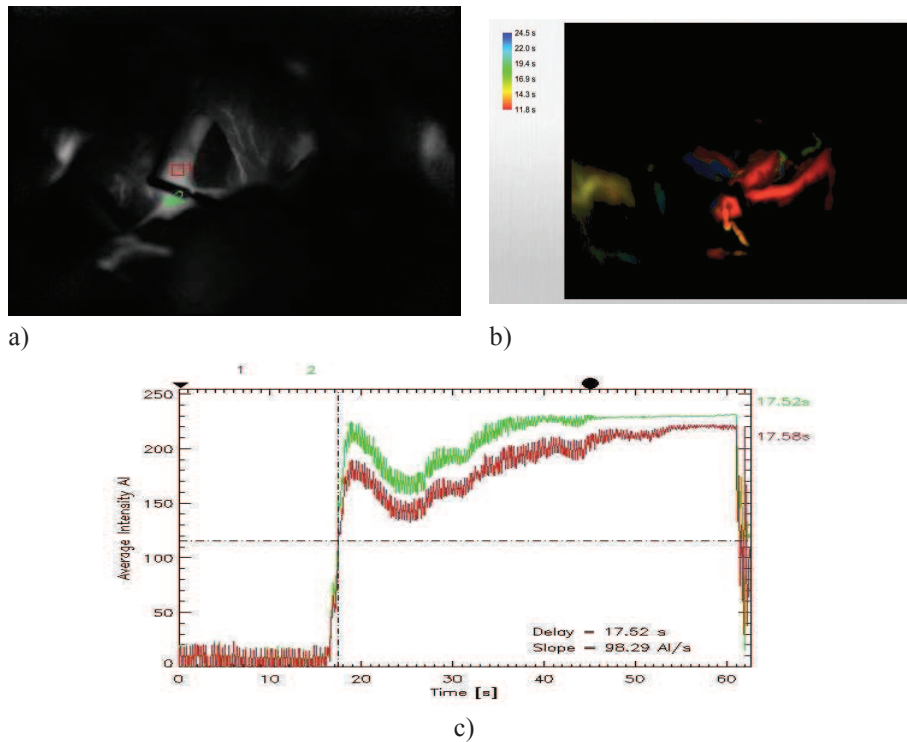 24.5 s
22.0 s
19.4 s
16.9 s
14.3 s
11.8 s
2
a)
b)
1 2
250
200
150
100
50
0
Average Intensity AI
17.52s
17.58s
Delay = 17.52 s
Slope = 98.29 AI/s
0 10 20 30 40 50 60
Time [s]
c)